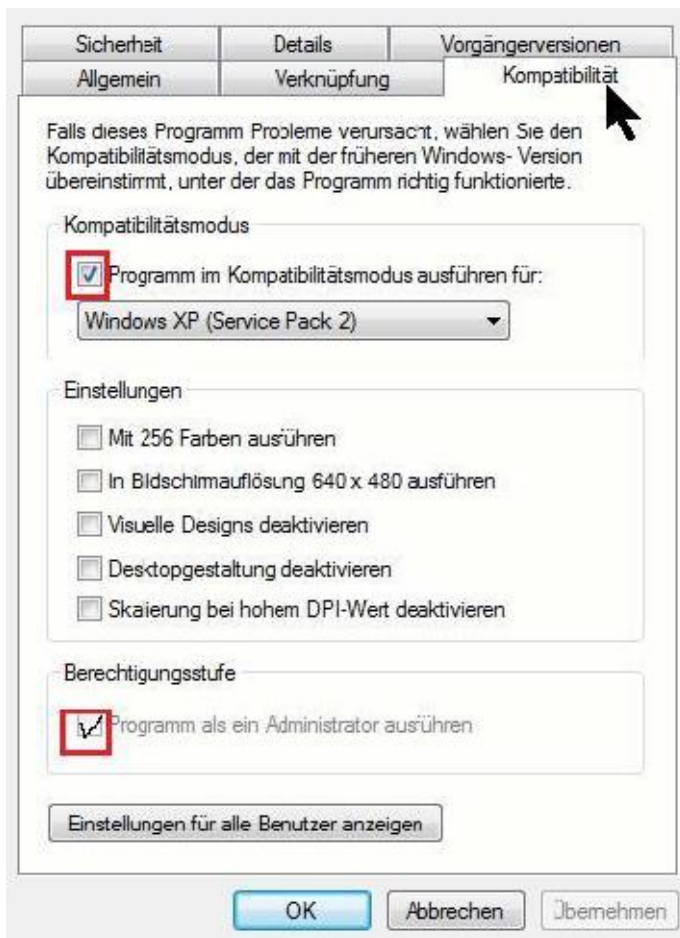 Sicherheit Details Vorgängerversionen
Allgemein Verknüpfung Kompatibilität
Falls dieses Programm Probleme verursacht, wählen Sie den
Kompatibilitätsmodus, der mit der früheren Windows- Version
übereinstimmt, unter der das Programm richtig funktionierte.
Kompatibilitätsmodus
Programm im Kompatibilitätsmodus ausführen für:
Windows XP (Service Pack 2)
Einstellungen
Mit 256 Farben ausführen
In Bildschirmauflösung 640 x 480 ausführen
Visuelle Designs deaktivieren
Desktopgestaltung deaktivieren
Skalierung bei hohem DPI-Wert deaktivieren
Berechtigungsstufe
Programm als ein Administrator ausführen
Einstellungen für alle Benutzer anzeigen
OK Abbrechen Übernehmen